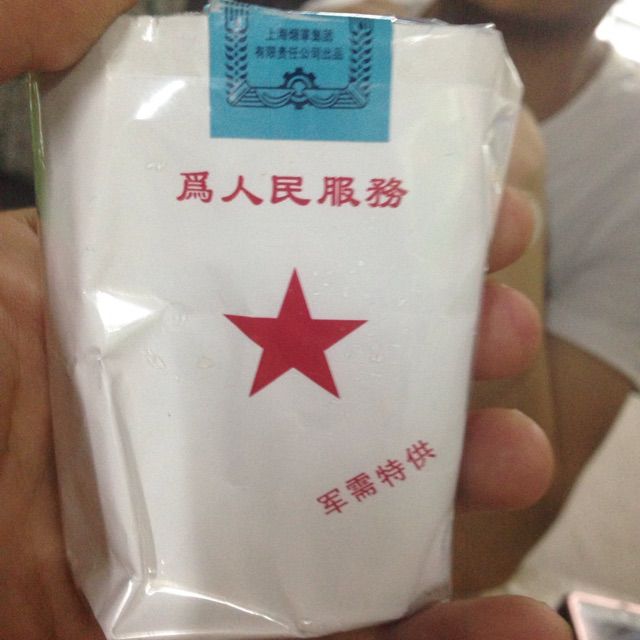 上海烟草集团
有限责任公司出品
爲人民服務
军需特供